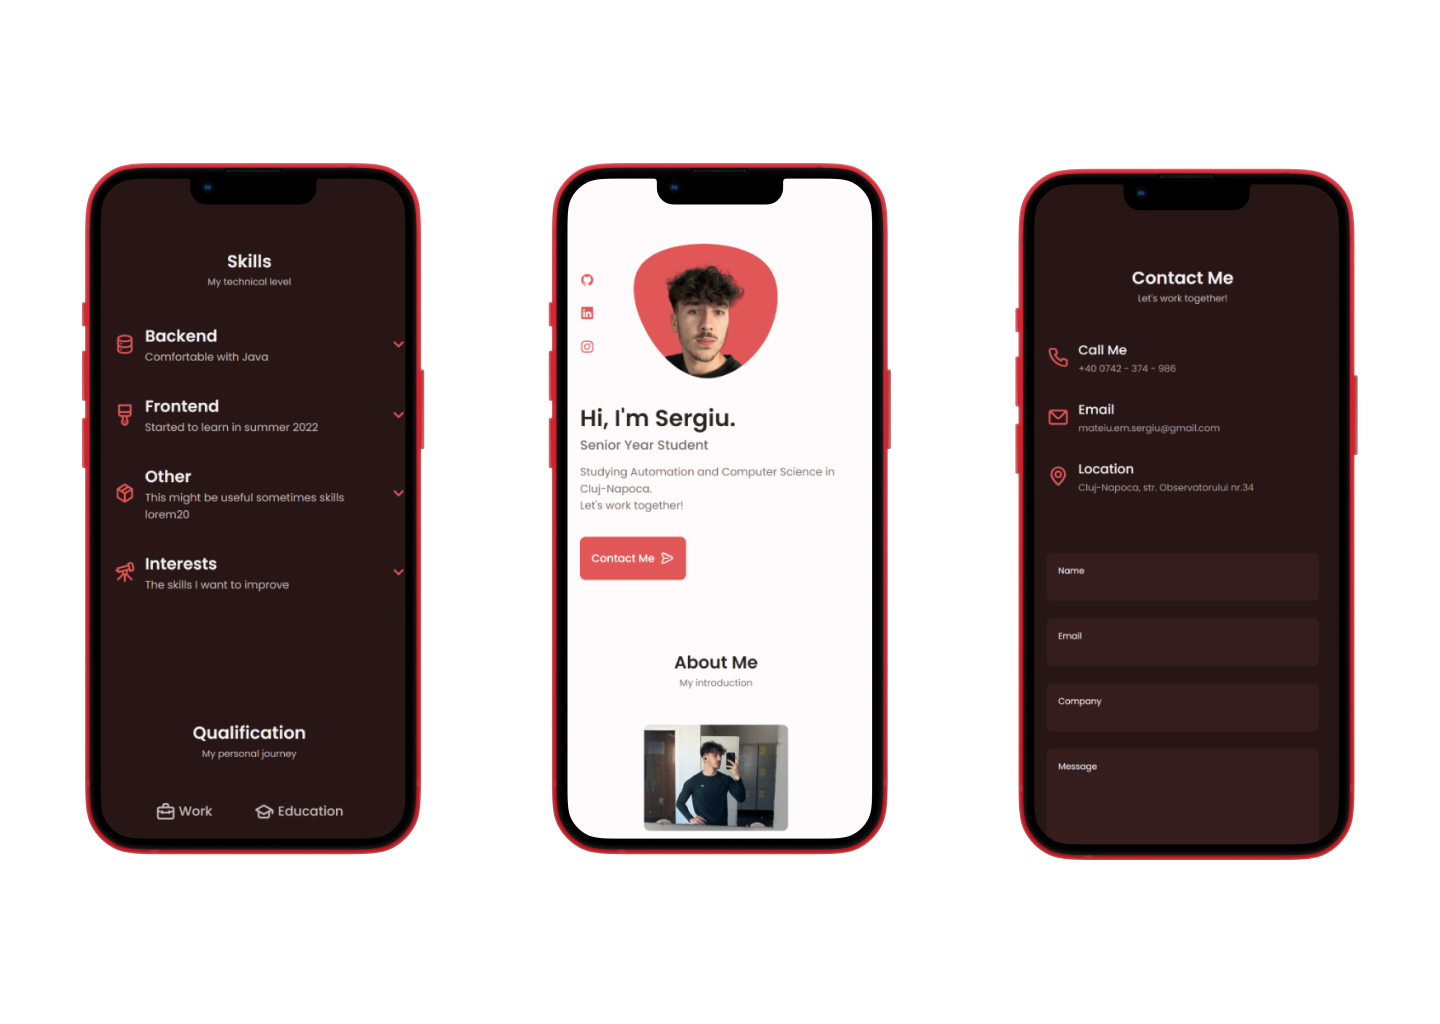 Skills
My technical level
Backend
Comfortable with Java
Frontend
Started to learn in summer 2022
Other
This might be useful sometimes skills
lorem20
Interests
The skills I want to improve
Qualification
My personal journey
Work
Education
Hi, I'm Sergiu.
Senior Year Student
Studying Automation and Computer Science in
Cluj-Napoca.
Let's work together!
Contact Me
About Me
My introduction
Contact Me
Let's work together!
Call Me
+40 0742 - 374 - 986
Email
mateiu.em.sergiu@gmail.com
Location
Cluj-Napoca, str. Observatorului nr.34
Name
Email
Company
Message